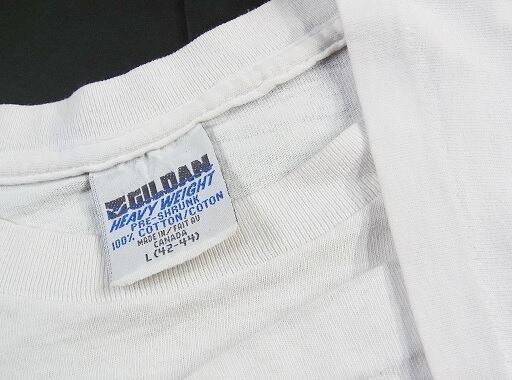 GILDAN
HEAVY WEIGHT
PRE-SHRUNK
100% COTTON/COTON
MADE IN/FAIT AU
CANADA
L (42-44)